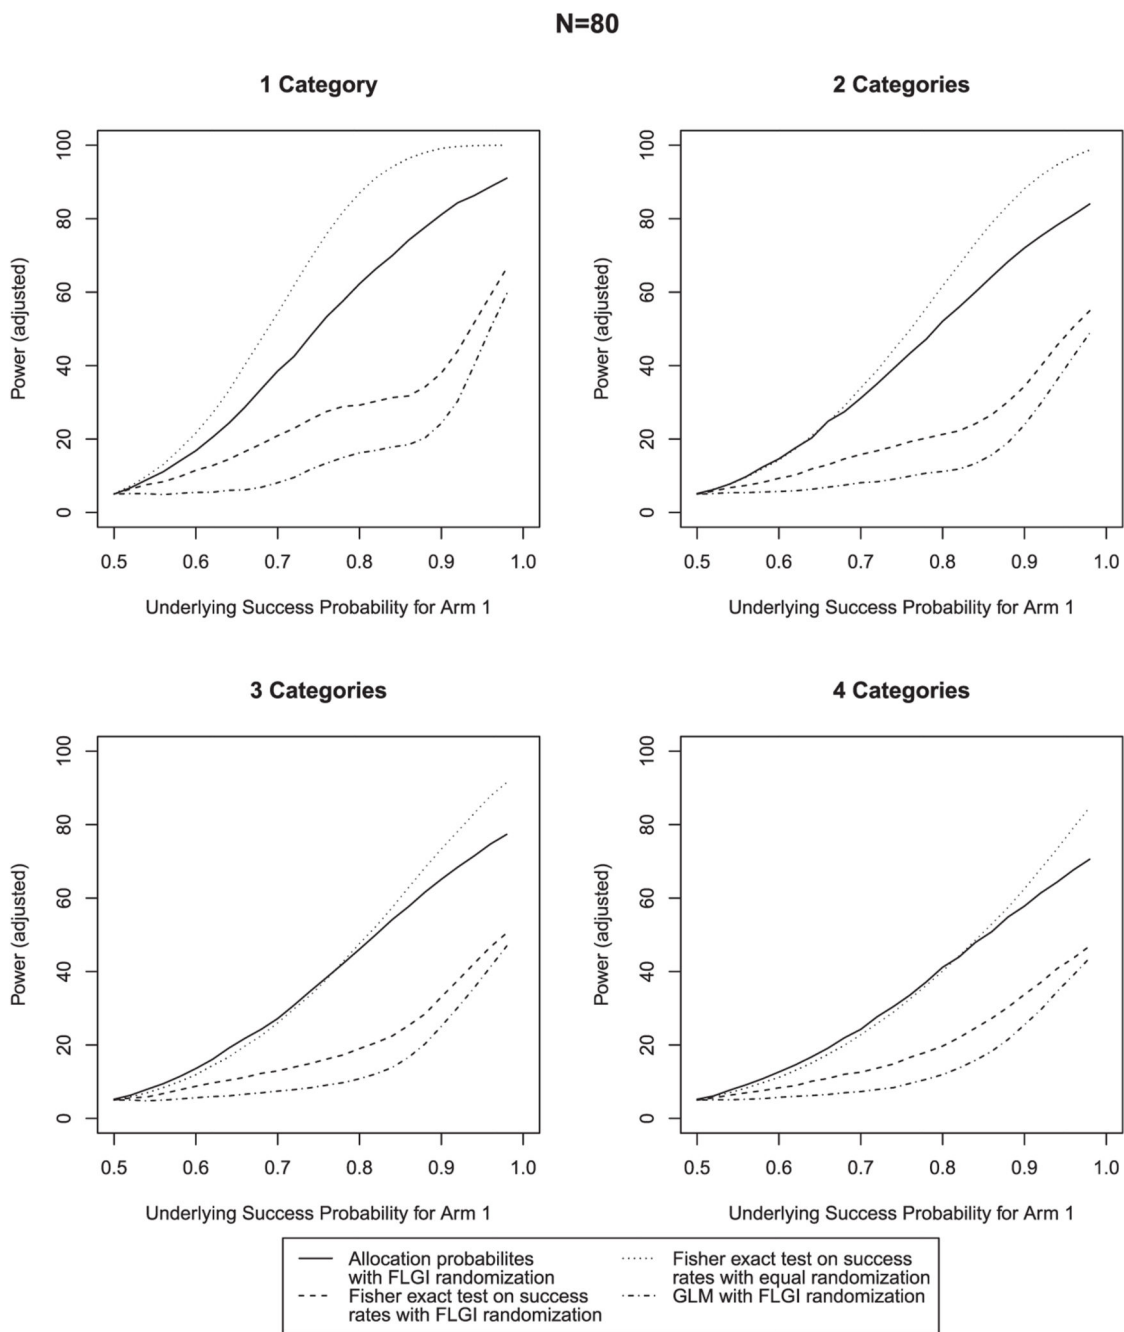 N=80
1 Category
Power (adjusted)
100
80
60
40
20
0
0.5 0.6 0.7 0.8 0.9 1.0
Underlying Success Probability for Arm 1
2 Categories
Power (adjusted)
100
80
60
40
20
0
0.5 0.6 0.7 0.8 0.9 1.0
Underlying Success Probability for Arm 1
3 Categories
Power (adjusted)
100
80
60
40
20
0
0.5 0.6 0.7 0.8 0.9 1.0
Underlying Success Probability for Arm 1
4 Categories
Power (adjusted)
100
80
60
40
20
0
0.5 0.6 0.7 0.8 0.9 1.0
Underlying Success Probability for Arm 1
Allocation probabilites
with FLGI randomization
Fisher exact test on success
rates with FLGI randomization
Fisher exact test on success
rates with equal randomization
GLM with FLGI randomization